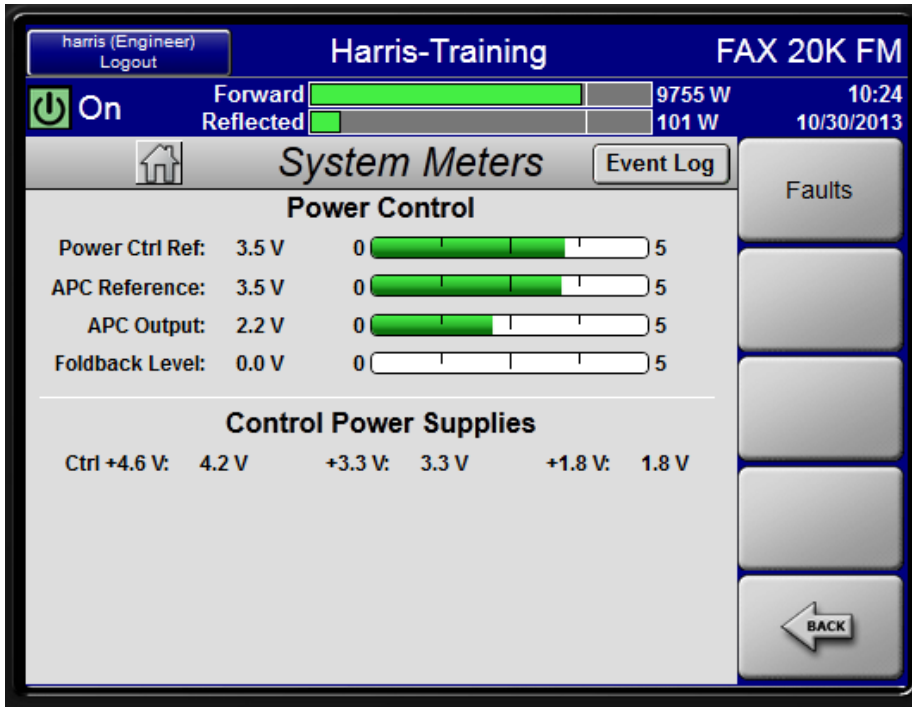 harris (Engineer)
Logout
Harris-Training
FAX 20K FM
On
Forward
9755 W
Reflected
101 W
10:24
10/30/2013
System Meters
Event Log
Faults
Power Control
Power Ctrl Ref: 3.5 V 0 5
APC Reference: 3.5 V 0 5
APC Output: 2.2 V 0 5
Foldback Level: 0.0 V 0 5
Control Power Supplies
Ctrl +4.6 V: 4.2 V +3.3 V: 3.3 V +1.8 V: 1.8 V
BACK